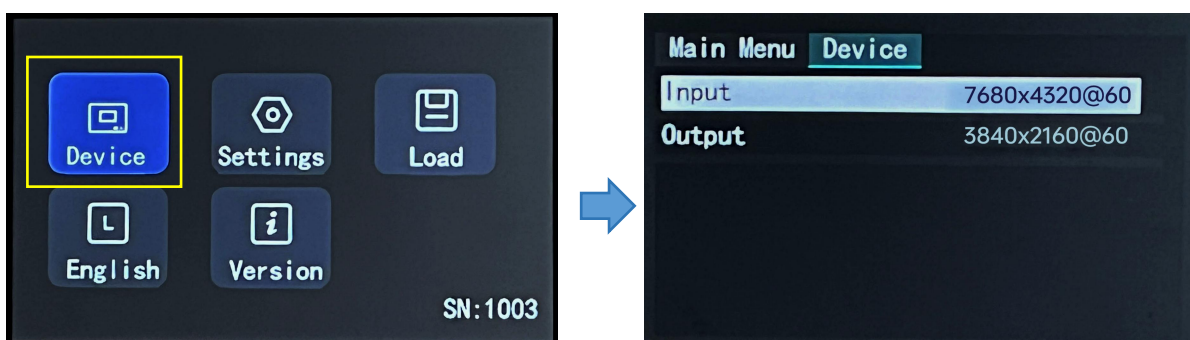 Device
Settings
Load
English
Version
SN:1003
Main Menu Device
Input 7680x4320@60
Output 3840x2160@60